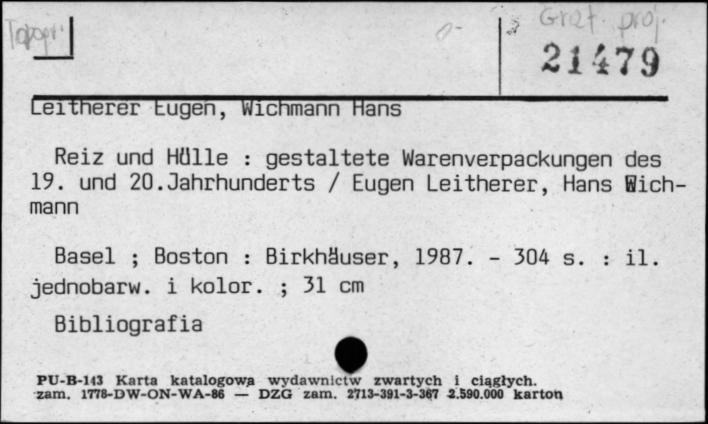 Topogr.
Graf. proj.
21479
Leitherer Eugen, Wichmann Hans
Reiz und Hülle : gestaltete Warenverpackungen des
19. und 20.Jahrhunderts / Eugen Leitherer, Hans Wich-
mann
Basel ; Boston : Birkhäuser, 1987. - 304 s. : il.
jednobarw. i kolor. ; 31 cm
Bibliografia
PU-B-143 Karta katalogowa wydawnictw zwartych i ciągłych.
zam. 1778-DW-ON-WA-86 — DZG zam. 2713-391-3-367 2.590.000 karton